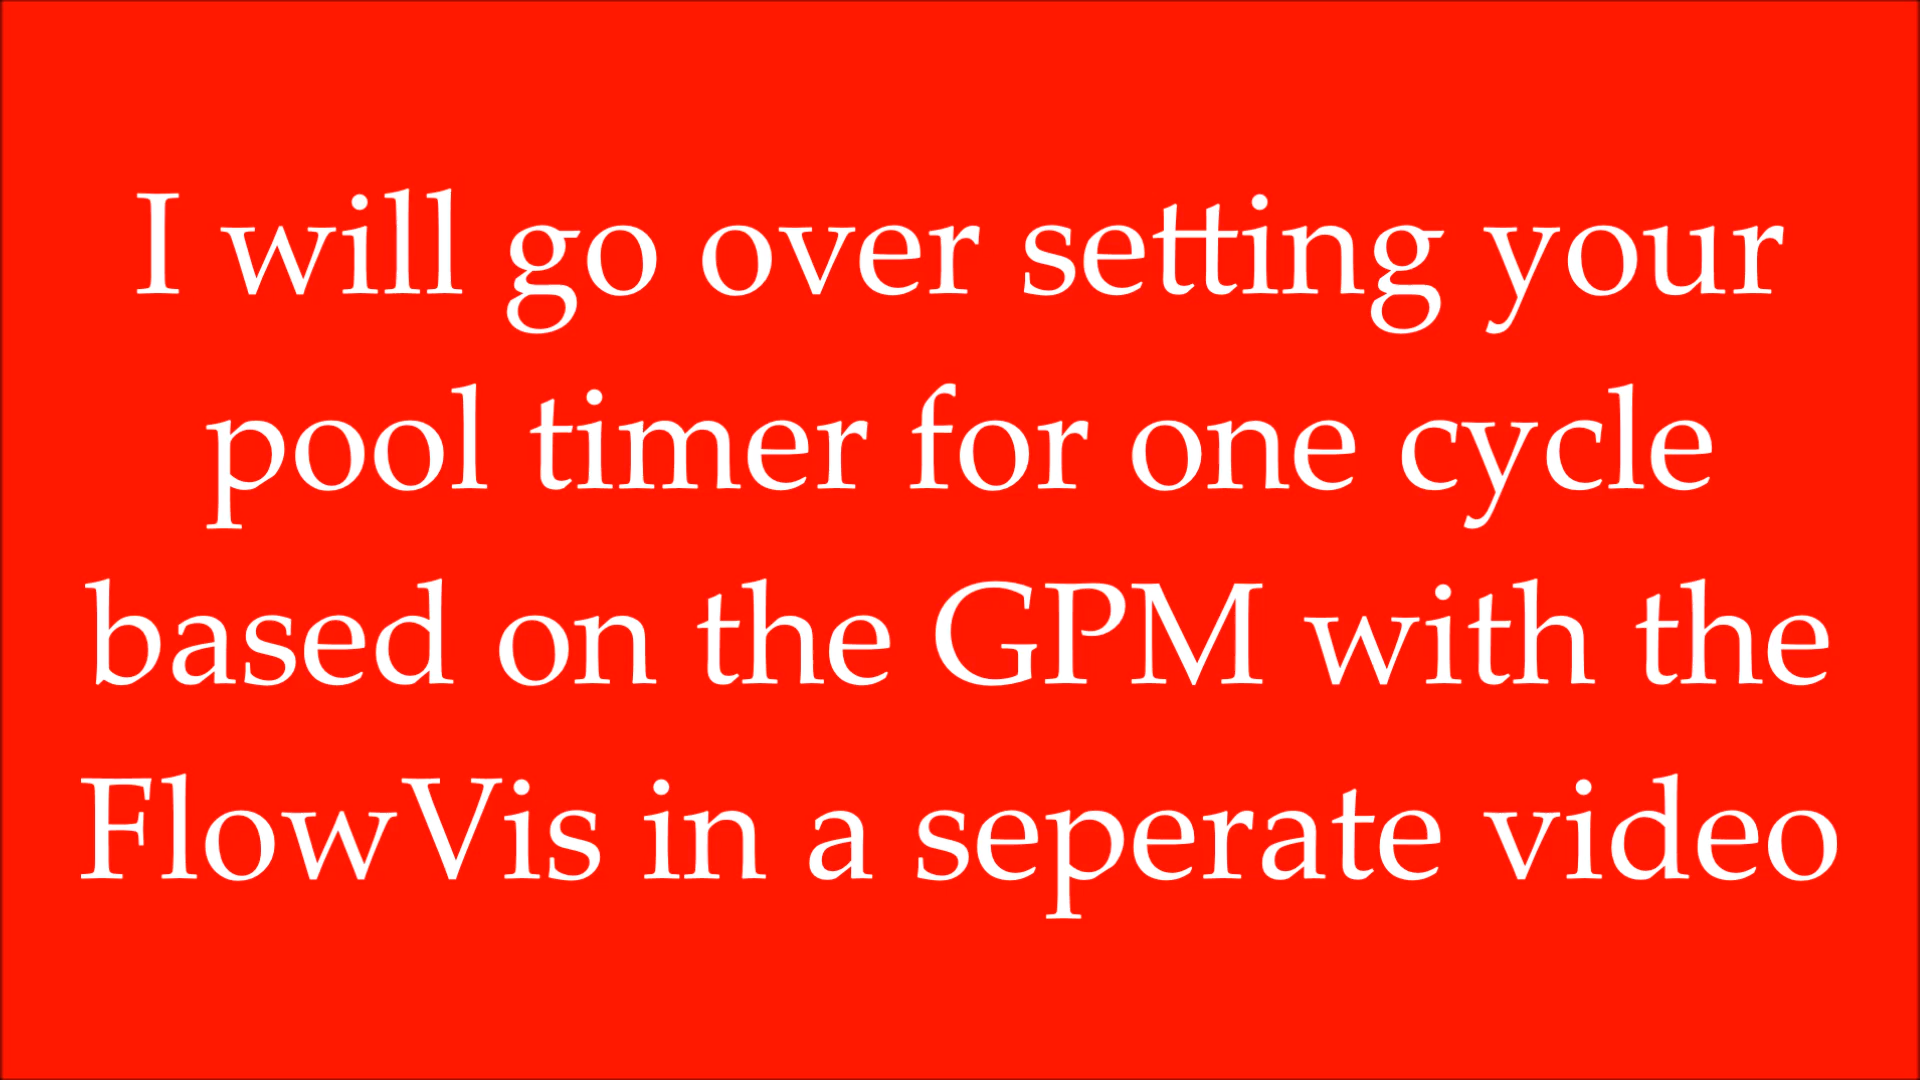 I will go over setting your
pool timer for one cycle
based on the GPM with the
FlowVis in a seperate video